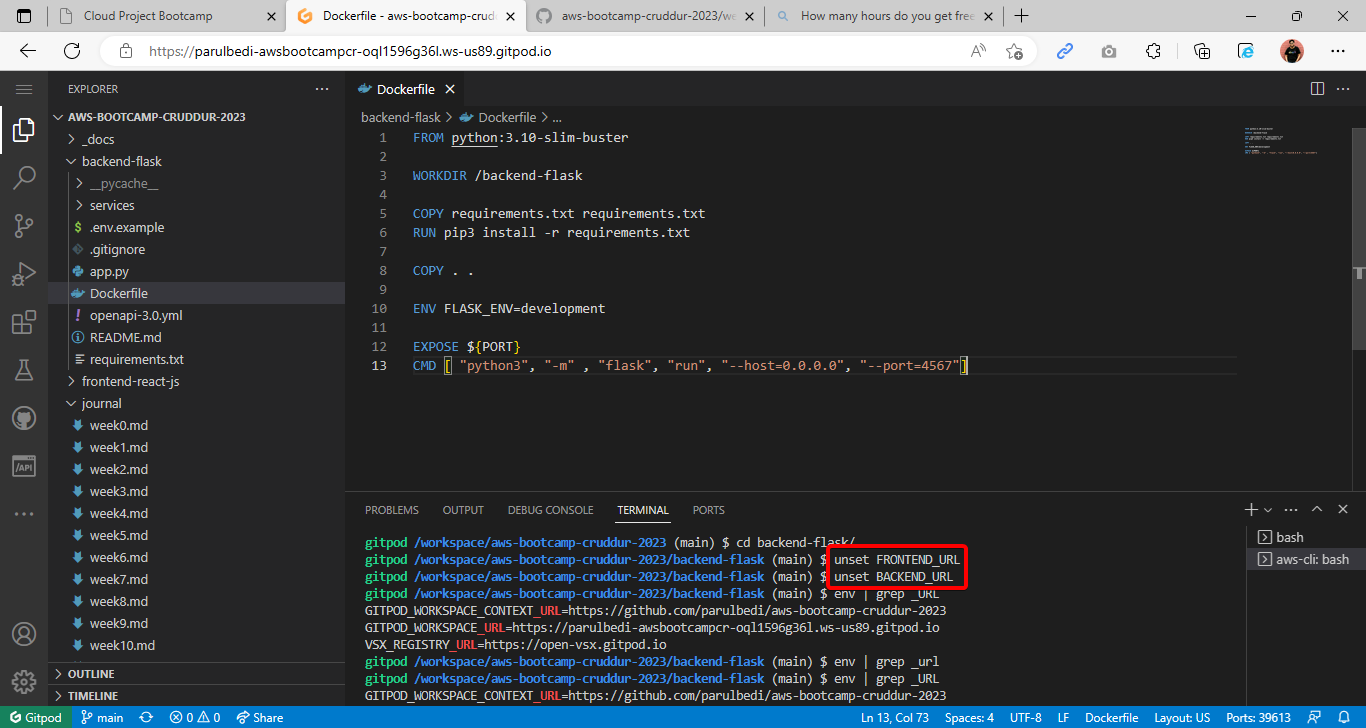 Cloud Project Bootcamp
Dockerfile - aws-bootcamp-crud
aws-bootcamp-cruddur-2023/we
How many hours do you get free
https://parulbedi-awsbootcampcr-oql1596g36l.ws-us89.gitpod.io
EXPLORER
AWS-BOOTCAMP-CRUDDUR-2023
_docs
backend-flask
__pycache__
services
.env.example
.gitignore
app.py
Dockerfile
openapi-3.0.yml
README.md
requirements.txt
frontend-react-js
journal
week0.md
week1.md
week2.md
week3.md
week4.md
week5.md
week6.md
week7.md
week8.md
week9.md
week10.md
OUTLINE
TIMELINE
Dockerfile
backend-flask > Dockerfile > ...
1 FROM python:3.10-slim-buster
2
3 WORKDIR /backend-flask
4
5 COPY requirements.txt requirements.txt
6 RUN pip3 install -r requirements.txt
7
8 COPY . .
9
10 ENV FLASK_ENV=development
11
12 EXPOSE ${PORT}
13 CMD [ "python3", "-m" , "flask", "run", "--host=0.0.0.0", "--port=4567"]
PROBLEMS OUTPUT DEBUG CONSOLE TERMINAL PORTS
gitpod /workspace/aws-bootcamp-cruddur-2023 (main) $ cd backend-flask/
gitpod /workspace/aws-bootcamp-cruddur-2023/backend-flask (main) $ unset FRONTEND_URL
gitpod /workspace/aws-bootcamp-cruddur-2023/backend-flask (main) $ unset BACKEND_URL
gitpod /workspace/aws-bootcamp-cruddur-2023/backend-flask (main) $ env | grep _URL
GITPOD_WORKSPACE_CONTEXT_URL=https://github.com/parulbedi/aws-bootcamp-cruddur-2023
GITPOD_WORKSPACE_URL=https://parulbedi-awsbootcampcr-oql1596g36l.ws-us89.gitpod.io
VSX_REGISTRY_URL=https://open-vsx.gitpod.io
gitpod /workspace/aws-bootcamp-cruddur-2023/backend-flask (main) $ env | grep _url
gitpod /workspace/aws-bootcamp-cruddur-2023/backend-flask (main) $ env | grep _URL
GITPOD_WORKSPACE_CONTEXT_URL=https://github.com/parulbedi/aws-bootcamp-cruddur-2023
bash
aws-cli: bash
Gitpod main 0 0 Share Ln 13, Col 73 Spaces: 4 UTF-8 LF Dockerfile Layout: US Ports: 39613